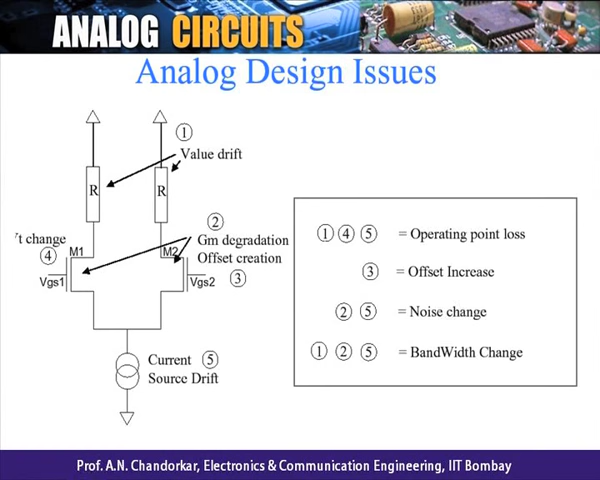 ANALOG CIRCUITS
Analog Design Issues
1
Value drift
R
R
2
't change
Gm degradation
M1
M2
4
Offset creation
Vgs1
Vgs2
3
Current 5
Source Drift
1 4 5 = Operating point loss
3 = Offset Increase
2 5 = Noise change
1 2 5 = BandWidth Change
Prof. A.N. Chandorkar, Electronics & Communication Engineering, IIT Bombay